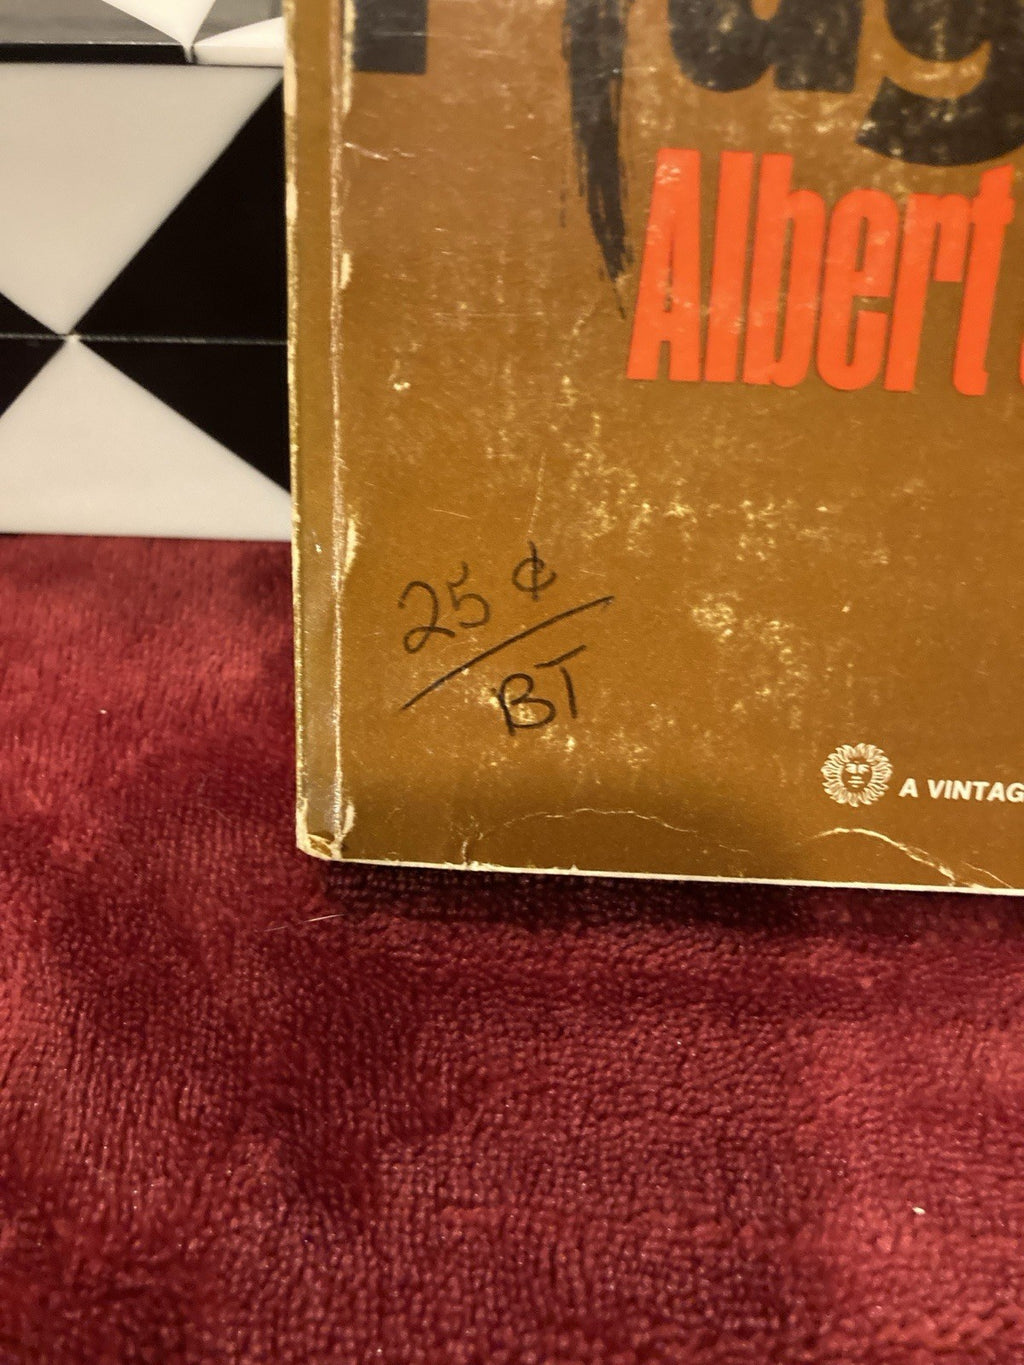 Albert
25 ¢
BT
A VINTAG